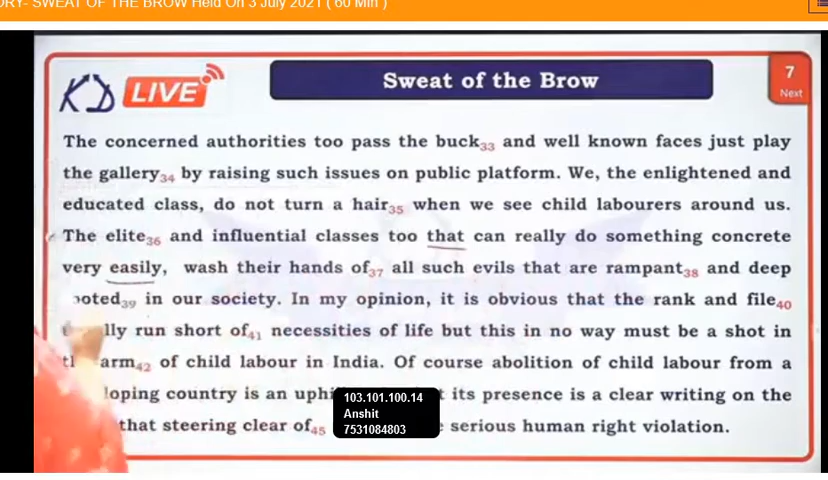 ORY- SWEAT OF THE BROW Held On 3 July 2021 ( 60 Min )
KD LIVE
Sweat of the Brow
7
Next
The concerned authorities too pass the buck33 and well known faces just play
the gallery34 by raising such issues on public platform. We, the enlightened and
educated class, do not turn a hair35 when we see child labourers around us.
The elite36 and influential classes too that can really do something concrete
very easily, wash their hands of37 all such evils that are rampant38 and deep
ooted39 in our society. In my opinion, it is obvious that the rank and file40
lly run short of41 necessities of life but this in no way must be a shot in
arm42 of child labour in India. Of course abolition of child labour from a
loping country is an uphi its presence is a clear writing on the
that steering clear of45 serious human right violation.
103.101.100.14
Anshit
7531084803